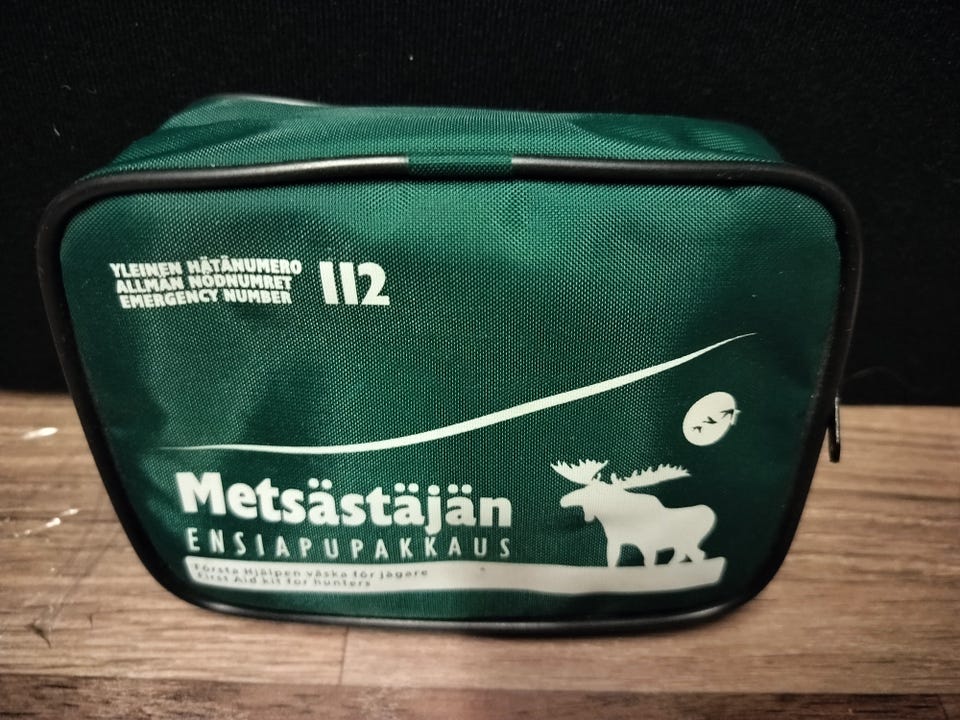 YLEINEN HÄTÄNUMERO
ALLMÄN NÖDNUMRET
EMERGENCY NUMBER
112
Metsästäjän
ENSIAPUPAKKAUS
Första Hjälpen väska för jägare
First Aid kit for hunters